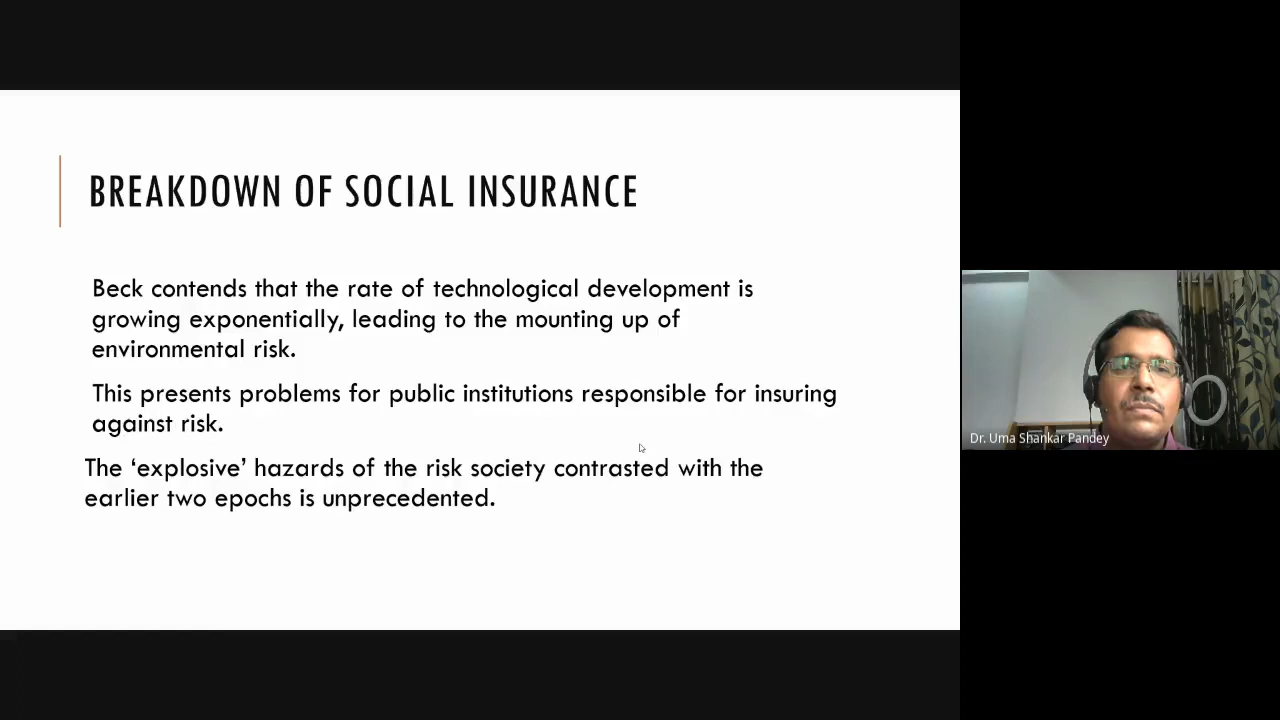 BREAKDOWN OF SOCIAL INSURANCE
Beck contends that the rate of technological development is
growing exponentially, leading to the mounting up of
environmental risk.
This presents problems for public institutions responsible for insuring
against risk.
The ‘explosive’ hazards of the risk society contrasted with the
earlier two epochs is unprecedented.
Dr. Uma Shankar Pandey